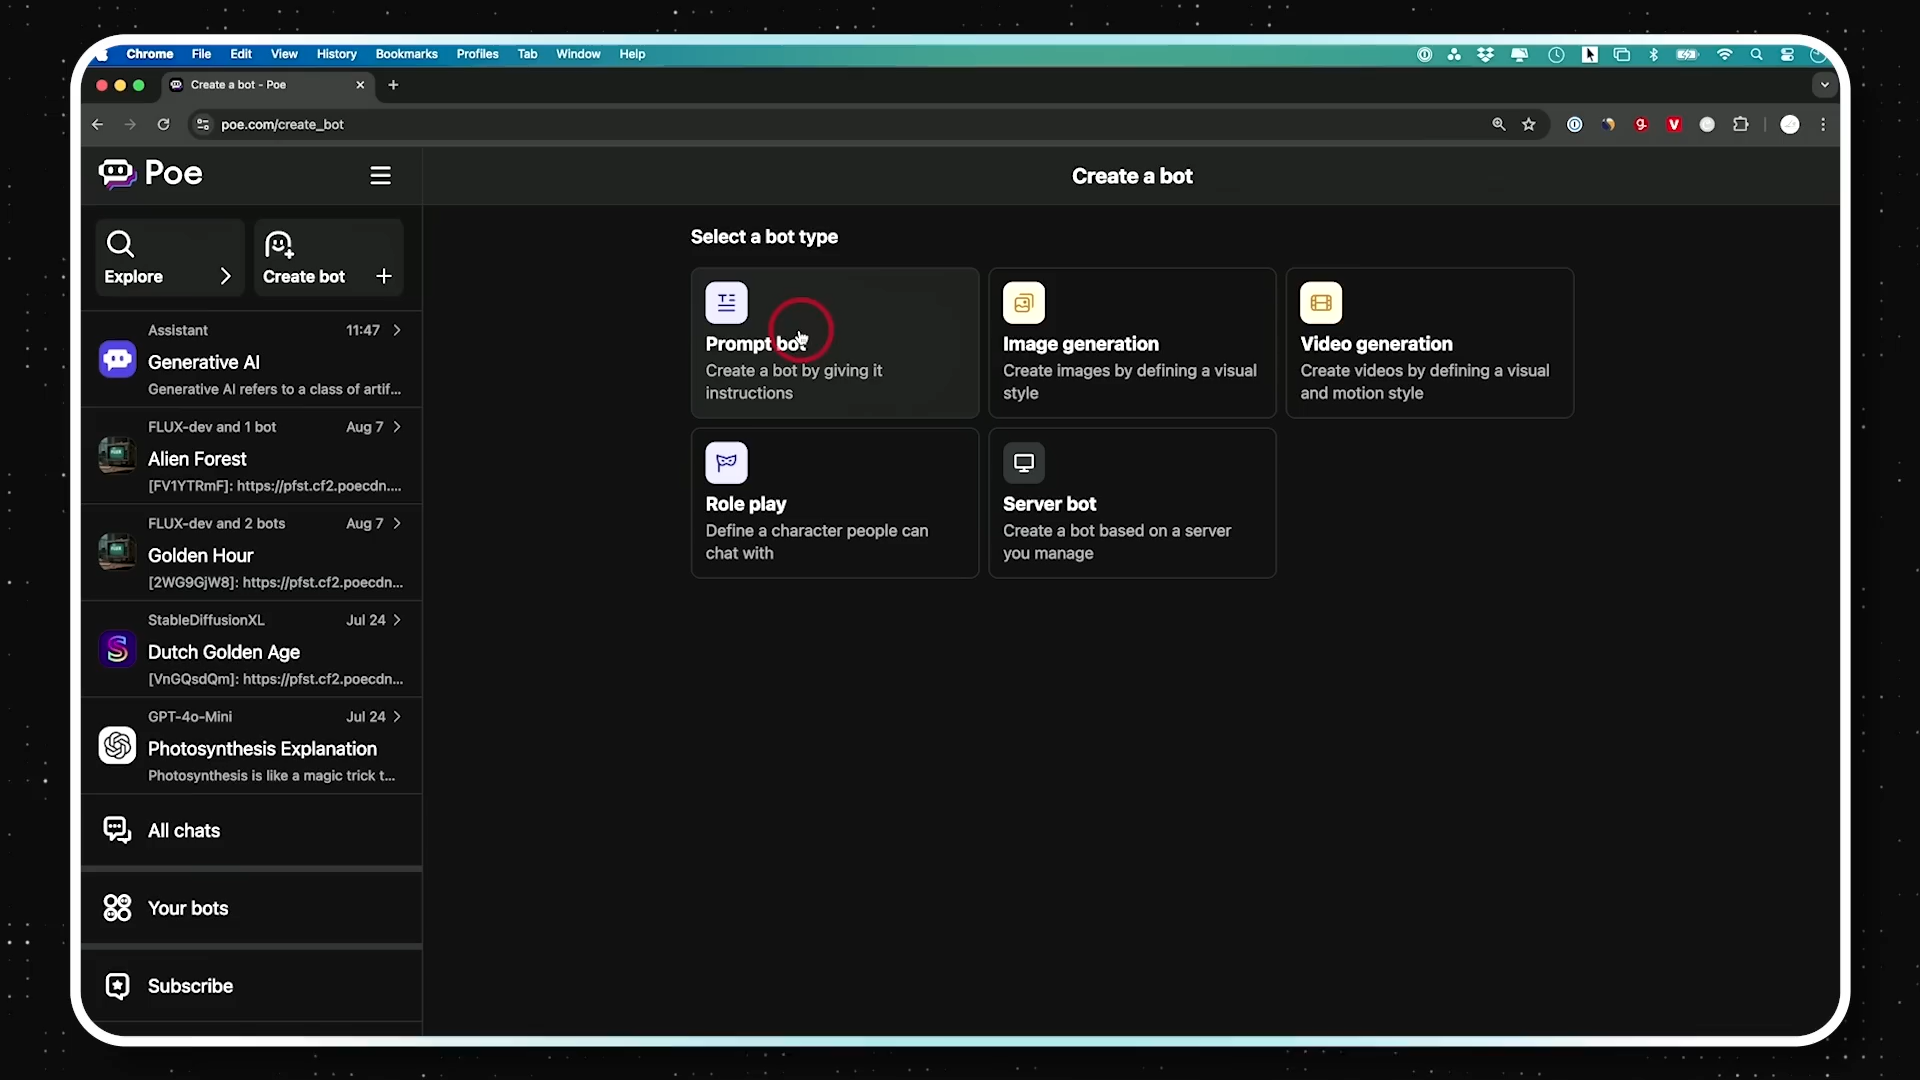 Chrome File Edit View History Bookmarks Profiles Tab Window Help
Create a bot - Poe
poe.com/create_bot
Poe
Create a bot
Explore
Create bot
Select a bot type
Prompt bot
Create a bot by giving it
instructions
Image generation
Create images by defining a visual
style
Video generation
Create videos by defining a visual
and motion style
Role play
Define a character people can
chat with
Server bot
Create a bot based on a server
you manage
Assistant 11:47
Generative AI
Generative AI refers to a class of artif...
FLUX-dev and 1 bot Aug 7
Alien Forest
[FV1YTRmF]: https://pfst.cf2.poecdn....
FLUX-dev and 2 bots Aug 7
Golden Hour
[2WG9GjW8]: https://pfst.cf2.poecdn...
StableDiffusionXL Jul 24
Dutch Golden Age
[VnGQsdQm]: https://pfst.cf2.poecdn...
GPT-4o-Mini Jul 24
Photosynthesis Explanation
Photosynthesis is like a magic trick t...
All chats
Your bots
Subscribe